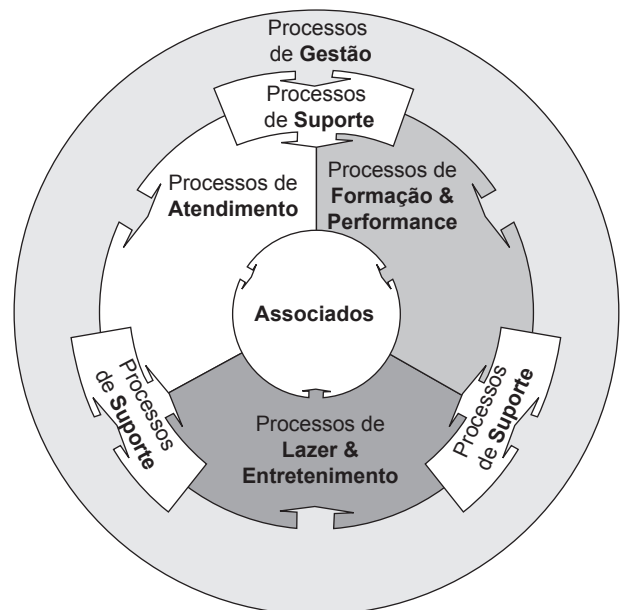 Processos
de Gestão
Processos
de Suporte
Processos de
Atendimento
Processos de
Formação &
Performance
Associados
Processos
de Suporte
Processos de
Lazer &
Entretenimento
Processos
de Suporte